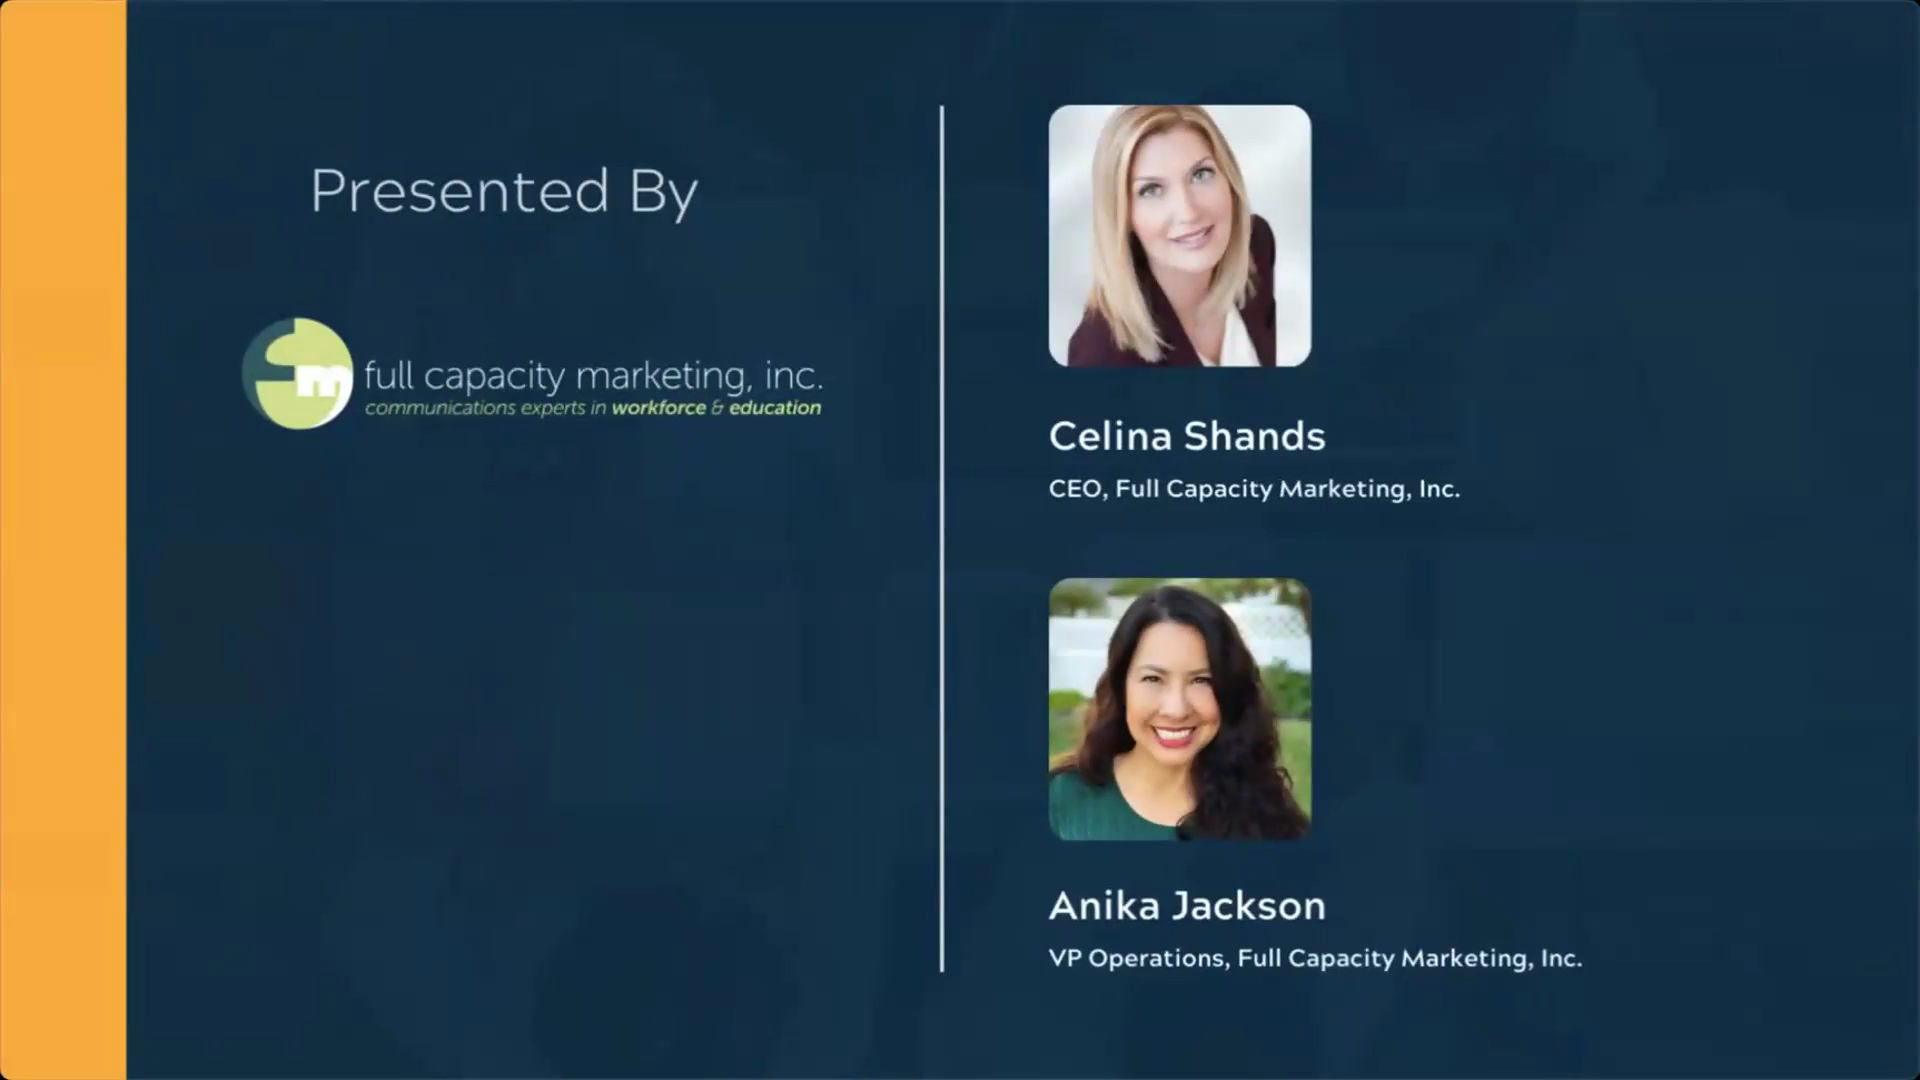 Presented By
full capacity marketing, inc.
communications experts in workforce & education
Celina Shands
CEO, Full Capacity Marketing, Inc.
Anika Jackson
VP Operations, Full Capacity Marketing, Inc.